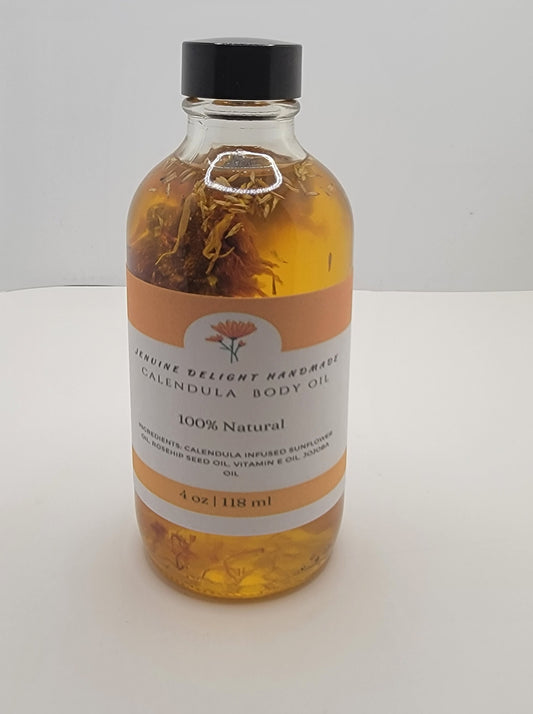 JENUINE DELIGHT HANDMADE
CALENDULA BODY OIL
100% Natural
INGREDIENTS: CALENDULA INFUSED SUNFLOWER
OIL, ROSEHIP SEED OIL, VITAMIN E OIL, JOJOBA
OIL
4 oz | 118 ml